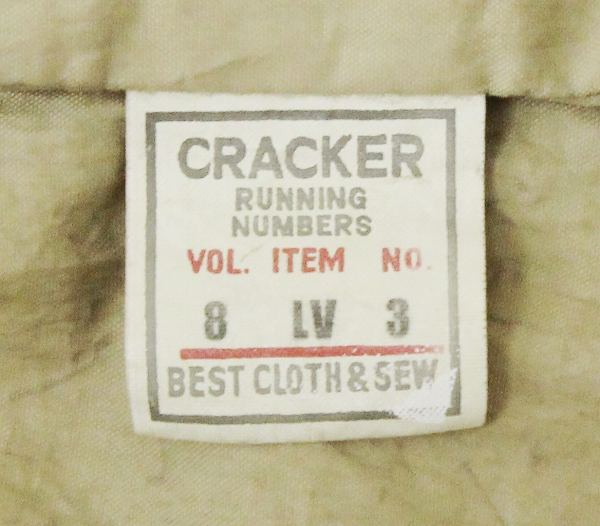 CRACKER
RUNNING
NUMBERS
VOL. ITEM NO.
8 LV 3
BEST CLOTH & SEW